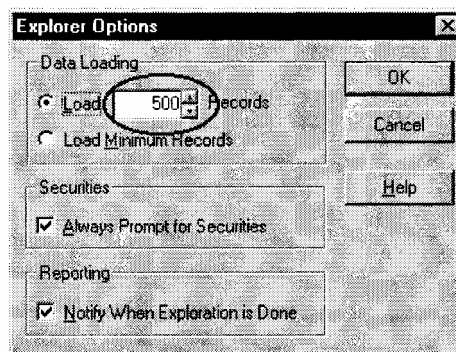 Explorer Options
Data Loading
Load 500 Records
Load Minimum Records
Securities
Always Prompt for Securities
Reporting
Notify When Exploration is Done
OK
Cancel
Help